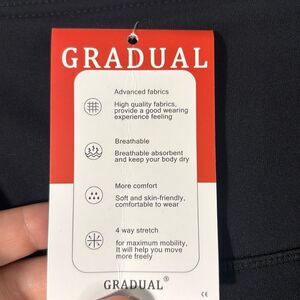 GRADUAL
Advanced fabrics
High quality fabrics,
provide a good wearing
experience feeling
Breathable
Breathable absorbent
and keep your body dry
More comfort
Soft and skin-friendly,
comfortable to wear
4 way stretch
for maximum mobility,
It will help you move
more freely
GRADUAL®
CE